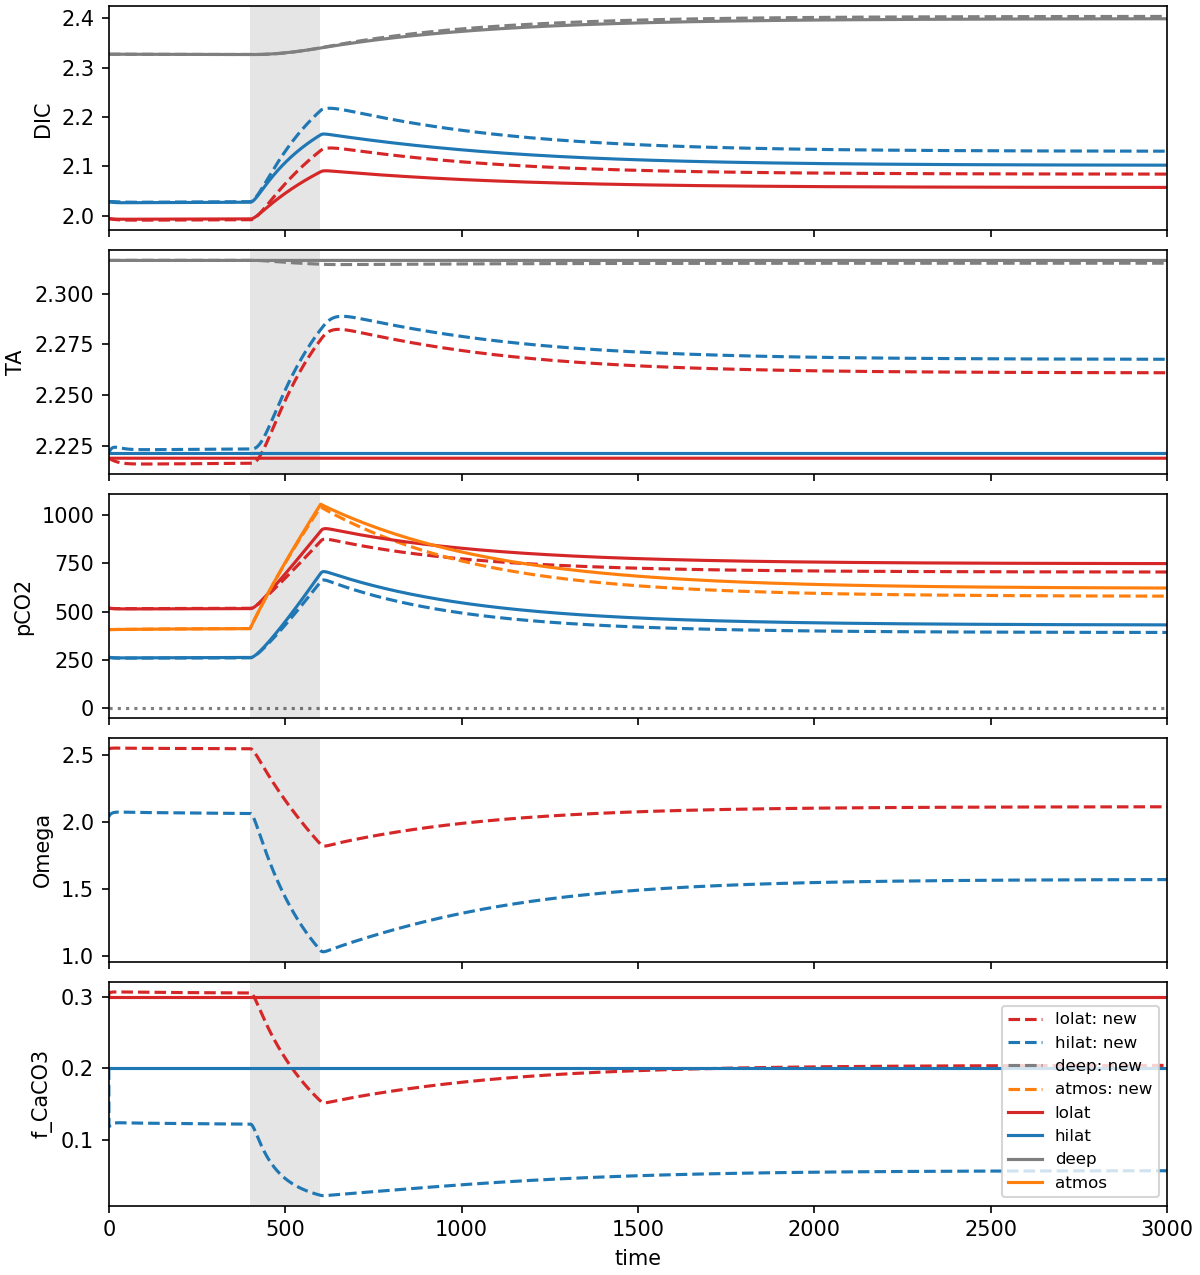 2.4
2.3
2.2
2.1
2.0
DIC
2.300
2.275
2.250
2.225
TA
1000
750
500
250
0
pCO2
2.5
2.0
1.5
1.0
Omega
0.3
0.2
0.1
f_CaCO3
lolat: new
hilat: new
deep: new
atmos: new
lolat
hilat
deep
atmos
0 500 1000 1500 2000 2500 3000
time